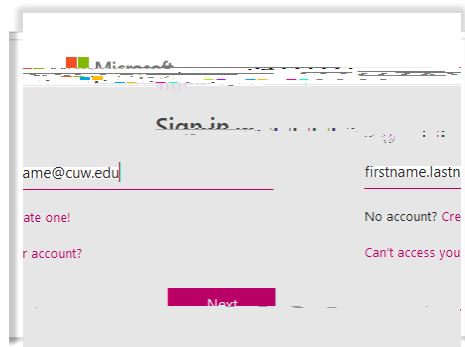 Microsoft
Sign in
ame@cuw.edu firstname.lastn
ate one! No account? Cre
r account? Can't access you
Next